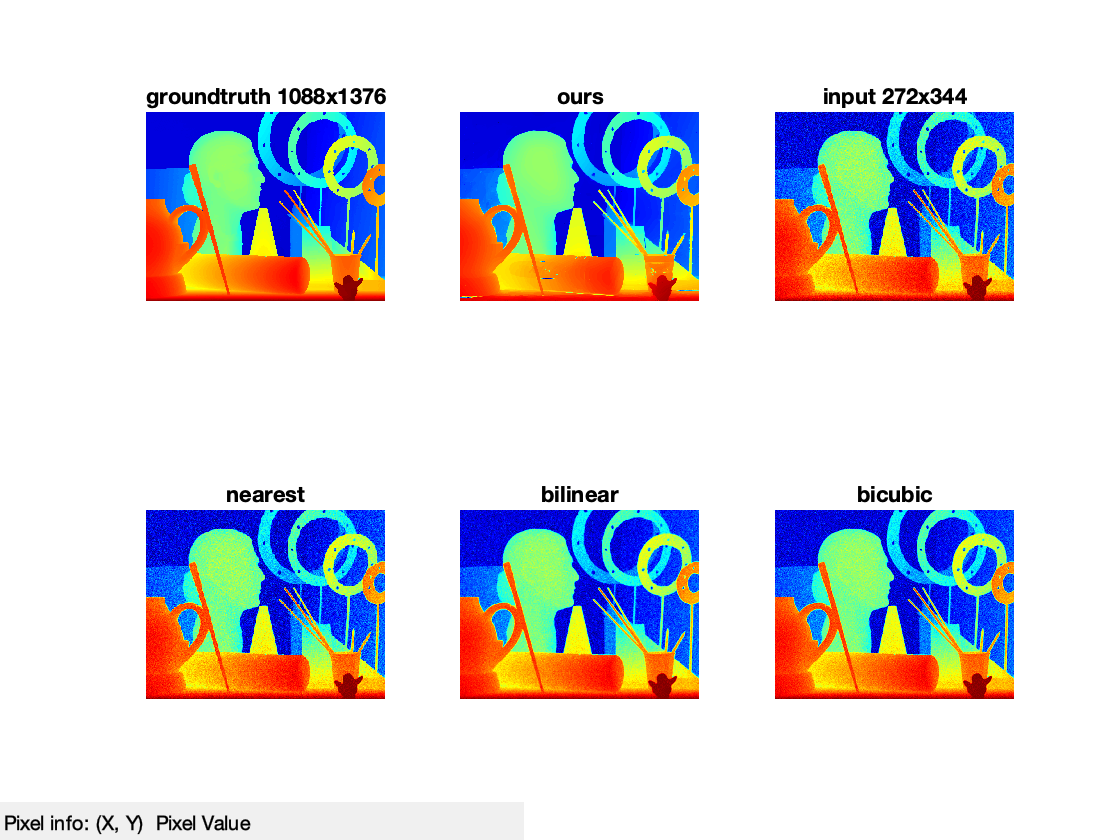 groundtruth 1088x1376
ours
input 272x344
nearest
bilinear
bicubic
Pixel info: (X, Y)  Pixel Value